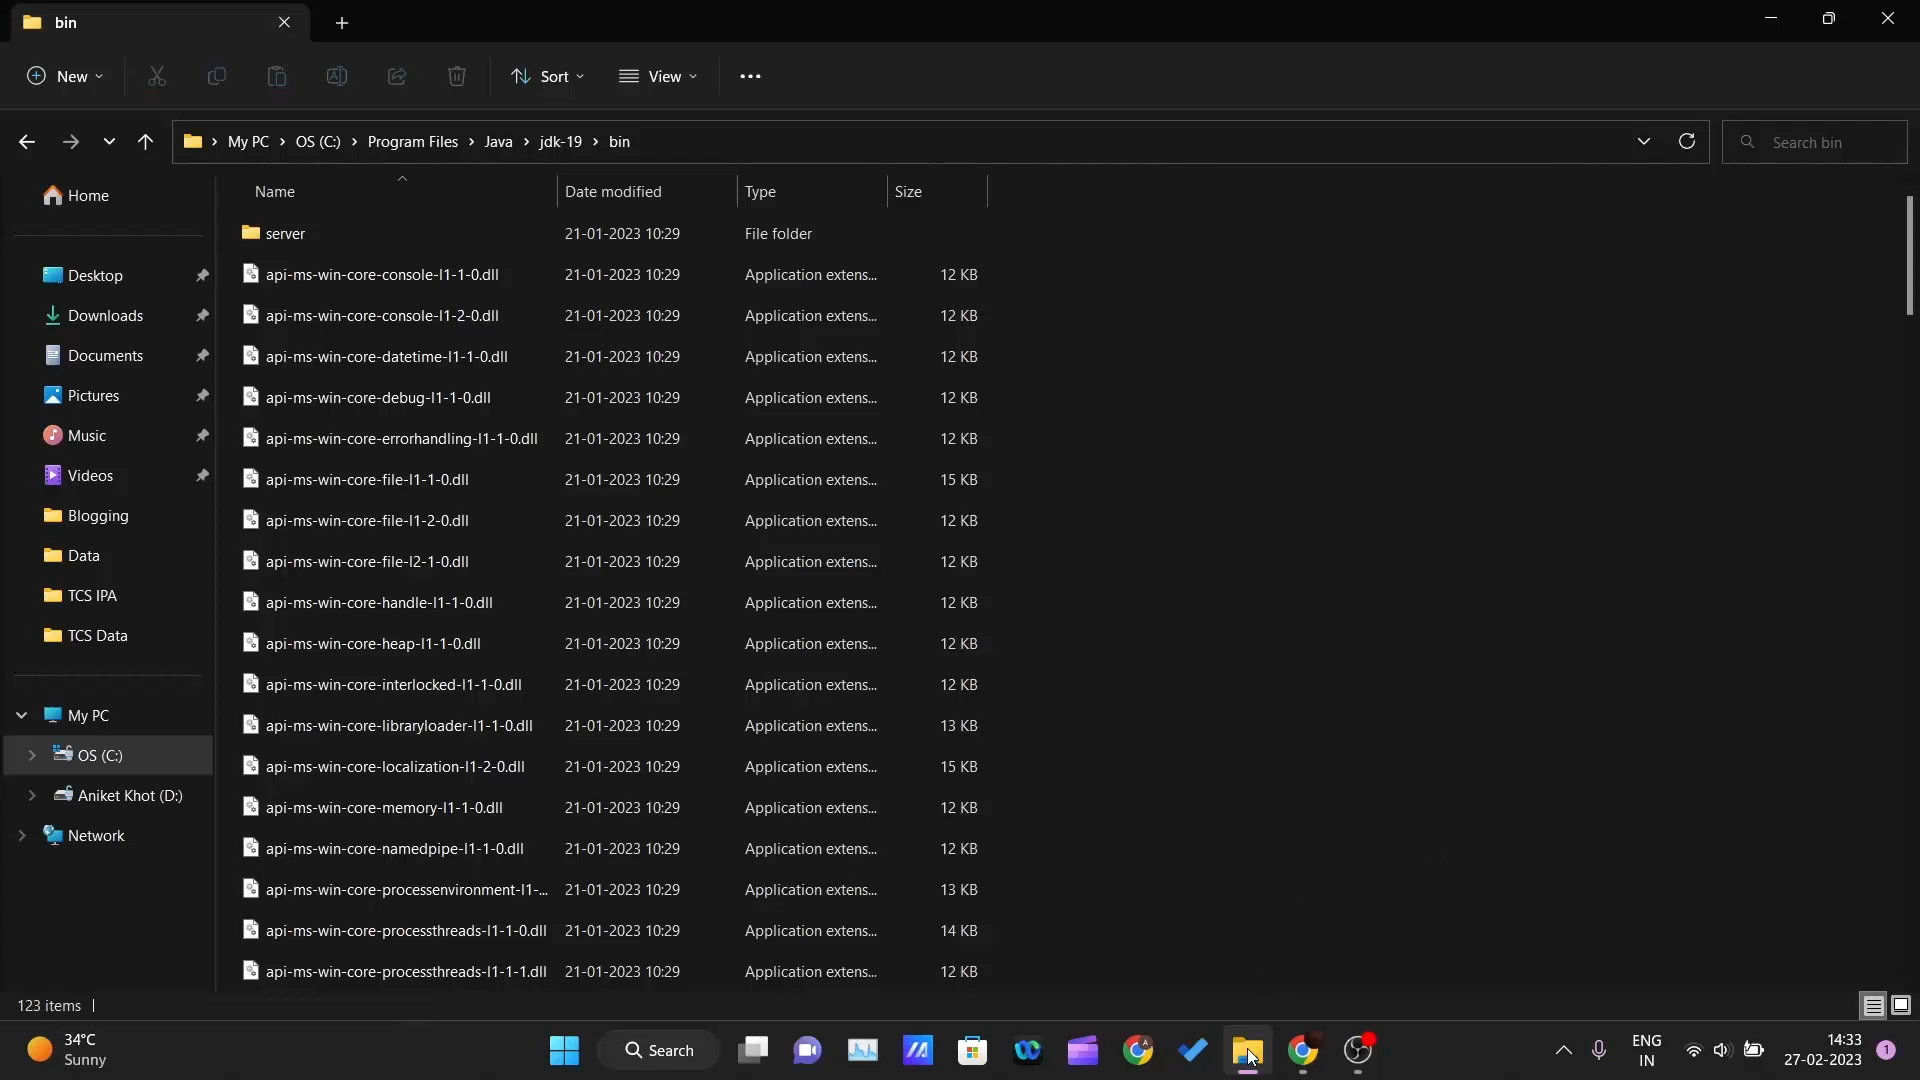 bin
New
Sort
View
My PC > OS (C:) > Program Files > Java > jdk-19 > bin
Search bin
Name Date modified Type Size
Home
Desktop
Downloads
Documents
Pictures
Music
Videos
Blogging
Data
TCS IPA
TCS Data
My PC
OS (C:)
Aniket Khot (D:)
Network
server 21-01-2023 10:29 File folder
api-ms-win-core-console-l1-1-0.dll 21-01-2023 10:29 Application extens... 12 KB
api-ms-win-core-console-l1-2-0.dll 21-01-2023 10:29 Application extens... 12 KB
api-ms-win-core-datetime-l1-1-0.dll 21-01-2023 10:29 Application extens... 12 KB
api-ms-win-core-debug-l1-1-0.dll 21-01-2023 10:29 Application extens... 12 KB
api-ms-win-core-errorhandling-l1-1-0.dll 21-01-2023 10:29 Application extens... 12 KB
api-ms-win-core-file-l1-1-0.dll 21-01-2023 10:29 Application extens... 15 KB
api-ms-win-core-file-l1-2-0.dll 21-01-2023 10:29 Application extens... 12 KB
api-ms-win-core-file-l2-1-0.dll 21-01-2023 10:29 Application extens... 12 KB
api-ms-win-core-handle-l1-1-0.dll 21-01-2023 10:29 Application extens... 12 KB
api-ms-win-core-heap-l1-1-0.dll 21-01-2023 10:29 Application extens... 12 KB
api-ms-win-core-interlocked-l1-1-0.dll 21-01-2023 10:29 Application extens... 12 KB
api-ms-win-core-libraryloader-l1-1-0.dll 21-01-2023 10:29 Application extens... 13 KB
api-ms-win-core-localization-l1-2-0.dll 21-01-2023 10:29 Application extens... 15 KB
api-ms-win-core-memory-l1-1-0.dll 21-01-2023 10:29 Application extens... 12 KB
api-ms-win-core-namedpipe-l1-1-0.dll 21-01-2023 10:29 Application extens... 12 KB
api-ms-win-core-processenvironment-l1-... 21-01-2023 10:29 Application extens... 13 KB
api-ms-win-core-processthreads-l1-1-0.dll 21-01-2023 10:29 Application extens... 14 KB
api-ms-win-core-processthreads-l1-1-1.dll 21-01-2023 10:29 Application extens... 12 KB
123 items
34°C
Sunny
Search
A
ENG
IN
14:33
27-02-2023
1